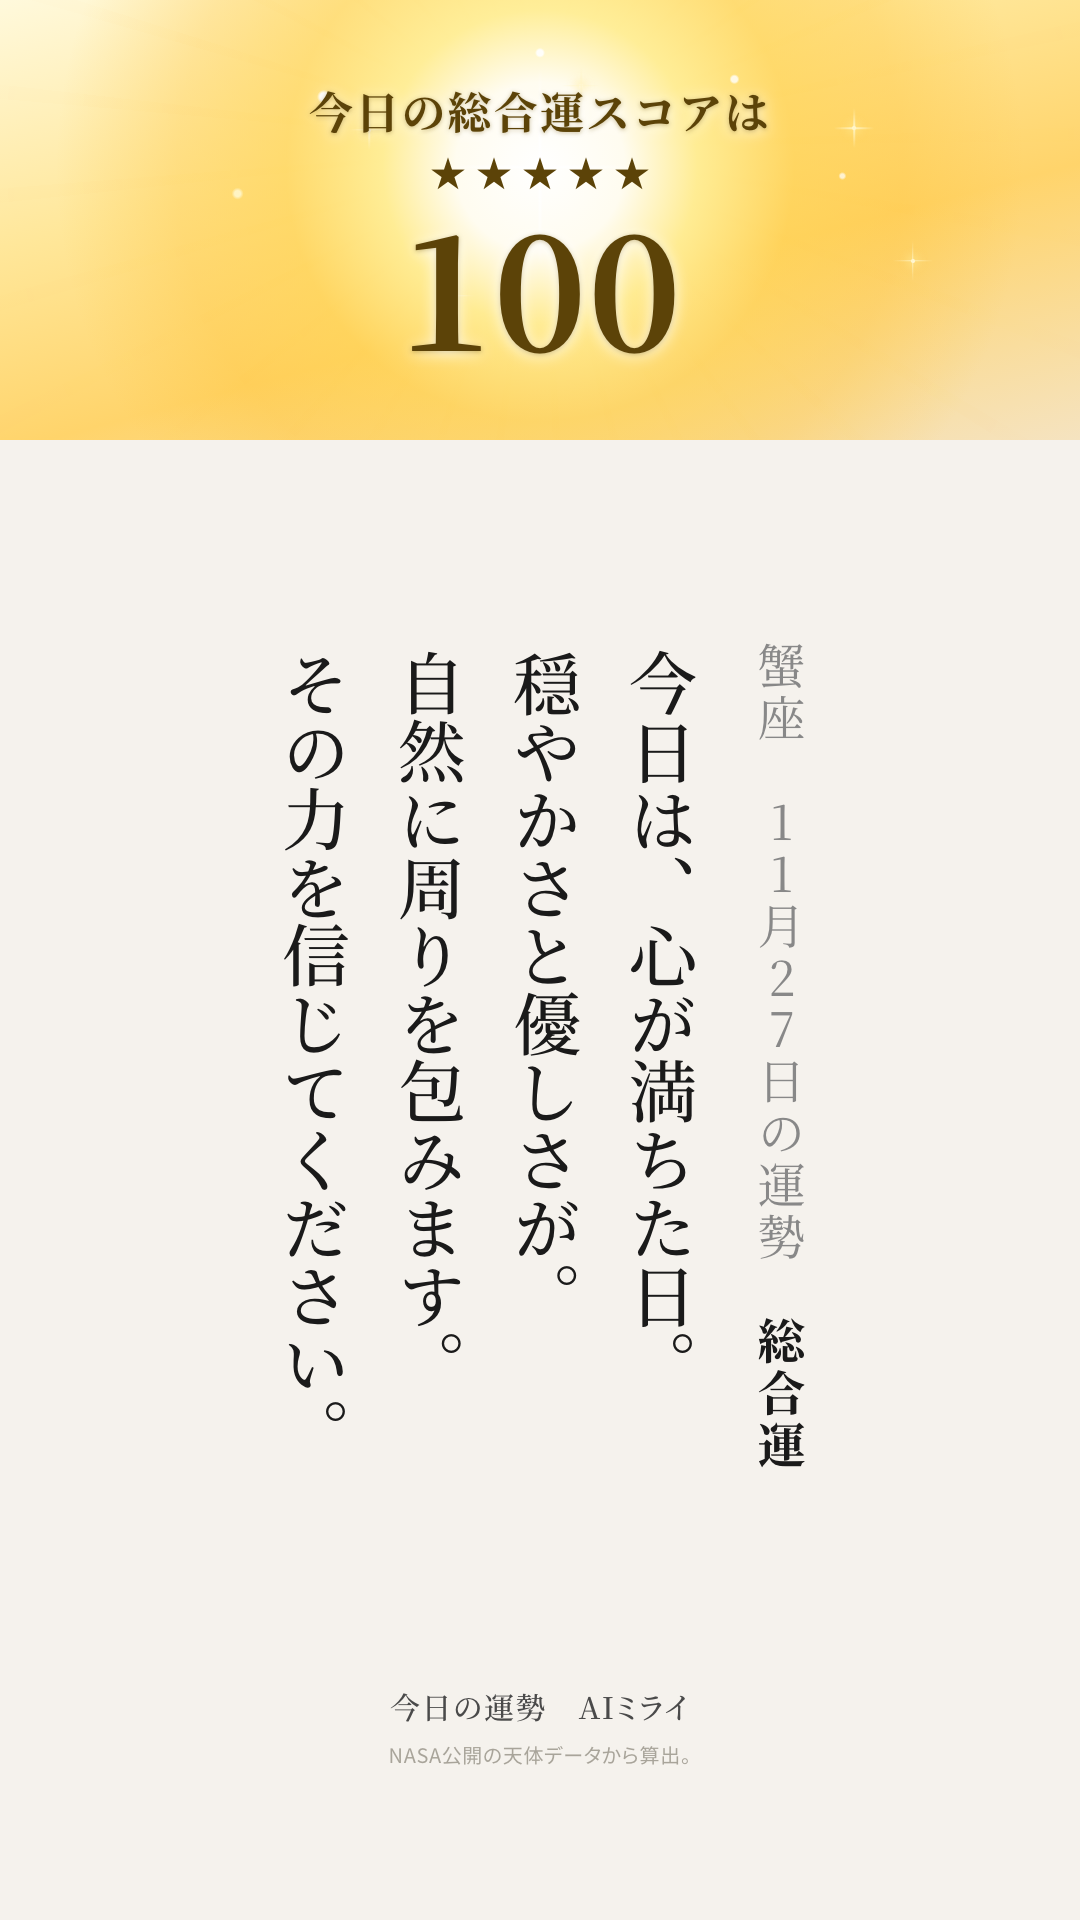 今日の総合運スコアは
★★★★★
100
蟹座 11月27日の運勢 総合運
今日は、心が満ちた日。
穏やかさと優しさが。
自然に周りを包みます。
その力を信じてください。
今日の運勢 AIミライ
NASA公開の天体データから算出。